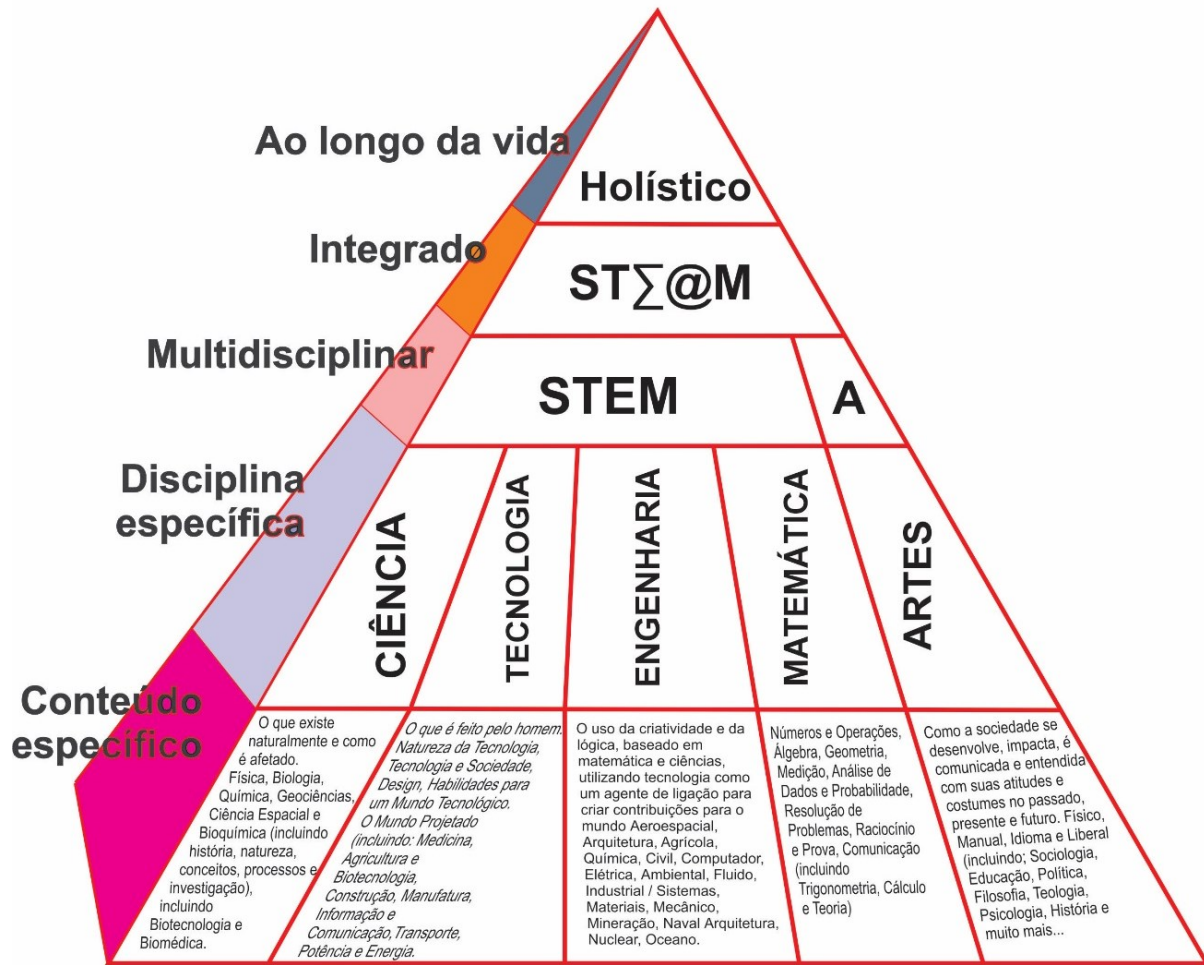 Ao longo da vida
Holístico
Integrado
ST∑@M
Multidisciplinar
STEM
A
Disciplina
específica
CIÊNCIA
TECNOLOGIA
ENGENHARIA
MATEMÁTICA
ARTES
Conteúdo
específico
O que existe
naturalmente e como
é afetado.
Física, Biologia,
Química, Geociências,
Ciência Espacial e
Bioquímica (incluindo
história, natureza,
conceitos, processos e
investigação),
incluindo
Biotecnologia e
Biomédica.
O que é feito pelo homem.
Natureza da Tecnologia,
Tecnologia e Sociedade,
Design, Habilidades para
um Mundo Tecnológico.
O Mundo Projetado
(incluindo: Medicina,
Agricultura e
Biotecnologia,
Construção, Manufatura,
Informação e
Comunicação, Transporte,
Potência e Energia.
O uso da criatividade e da
lógica, baseado em
matemática e ciências,
utilizando tecnologia como
um agente de ligação para
criar contribuições para o
mundo Aeroespacial,
Arquitetura, Agrícola,
Química, Civil, Computador,
Elétrica, Ambiental, Fluido,
Industrial / Sistemas,
Materiais, Mecânico,
Mineração, Naval Arquitetura,
Nuclear, Oceano.
Números e Operações,
Álgebra, Geometria,
Medição, Análise de
Dados e Probabilidade,
Resolução de
Problemas, Raciocínio
e Prova, Comunicação
(incluindo
Trigonometria, Cálculo
e Teoria)
Como a sociedade se
desenvolve, impacta, é
comunicada e entendida
com suas atitudes e
costumes no passado,
presente e futuro. Físico,
Manual, Idioma e Liberal
(incluindo; Sociologia,
Educação, Política,
Filosofia, Teologia,
Psicologia, História e
muito mais...